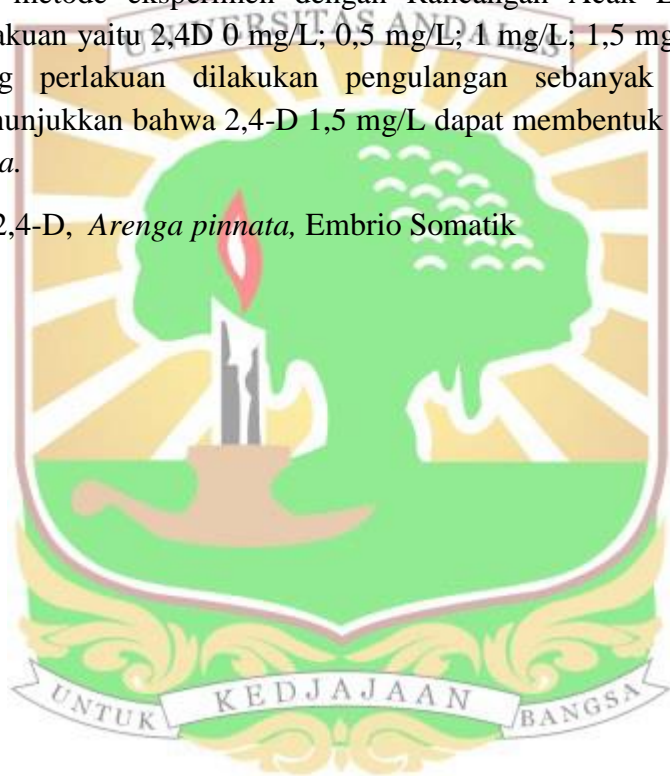 metode eksperimen dengan Rancangan Acak
akuan yaitu 2,4D 0 mg/L; 0,5 mg/L; 1 mg/L; 1,5 mg
g perlakuan dilakukan pengulangan sebanyak
nunjukkan bahwa 2,4-D 1,5 mg/L dapat membentuk
a.
2,4-D, Arenga pinnata, Embrio Somatik
UNIVERSITAS ANDALAS
UNTUK KEDJAJAAN BANGSA